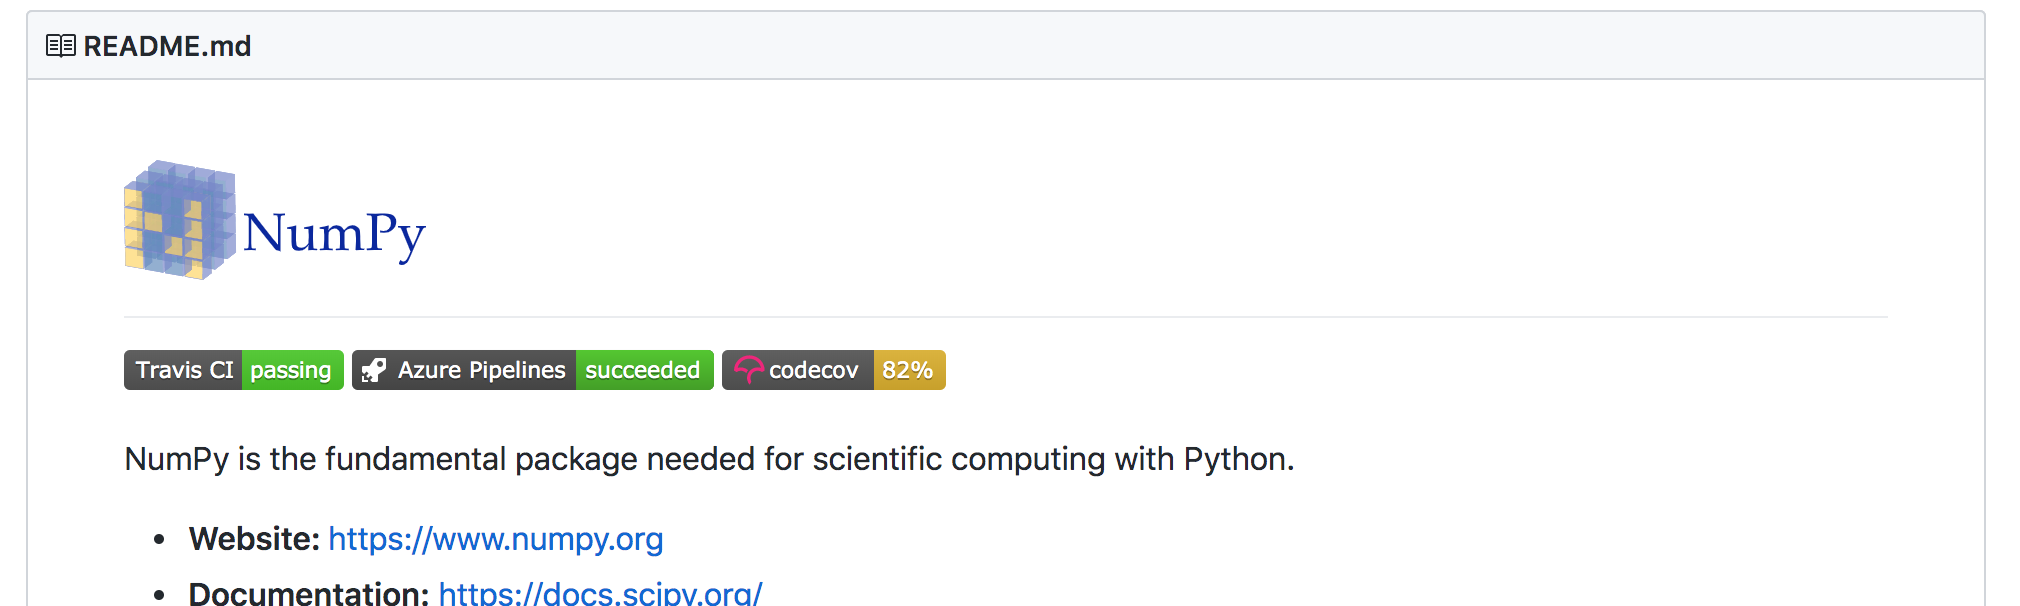 README.md
NumPy
Travis CI passing Azure Pipelines succeeded codecov 82%
NumPy is the fundamental package needed for scientific computing with Python.
• Website: https://www.numpy.org
• Documentation: https://docs.scipy.org/